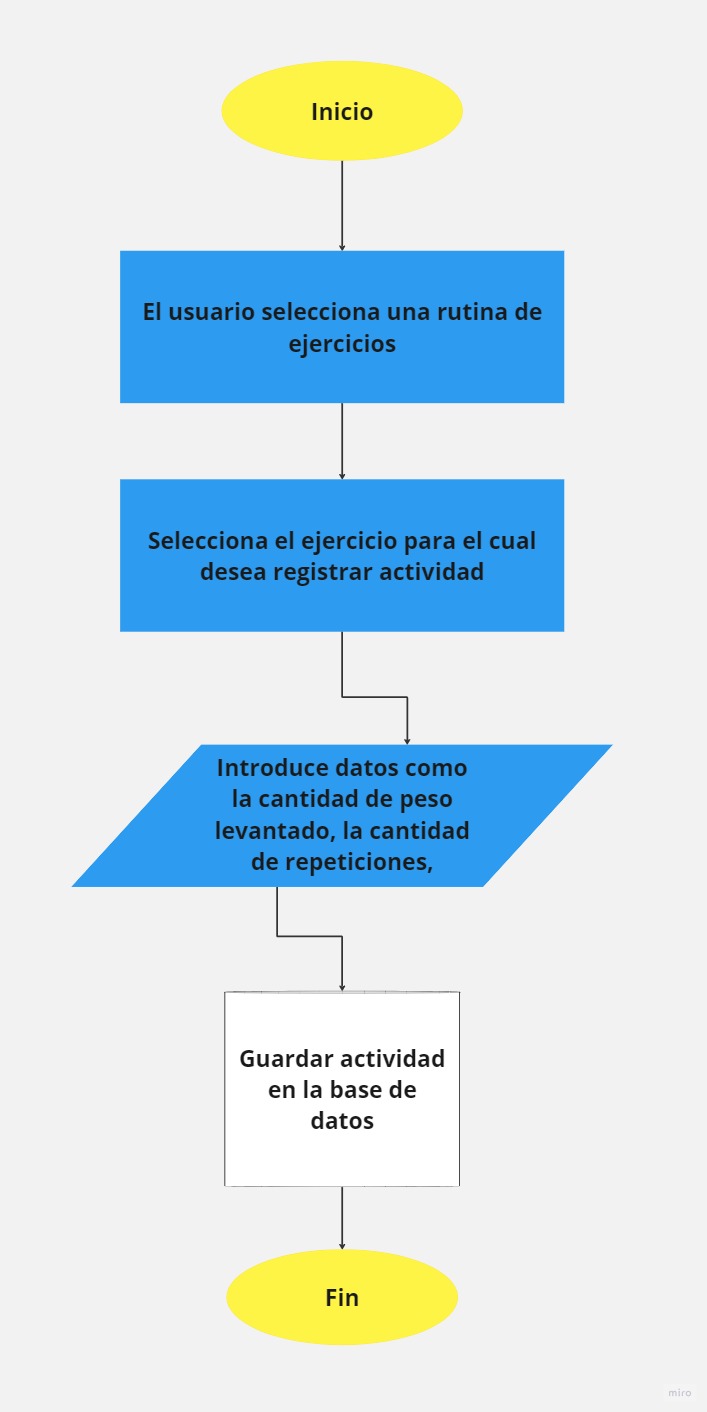 Inicio
El usuario selecciona una rutina de
ejercicios
Selecciona el ejercicio para el cual
desea registrar actividad
Introduce datos como
la cantidad de peso
levantado, la cantidad
de repeticiones,
Guardar actividad
en la base de
datos
Fin
miro